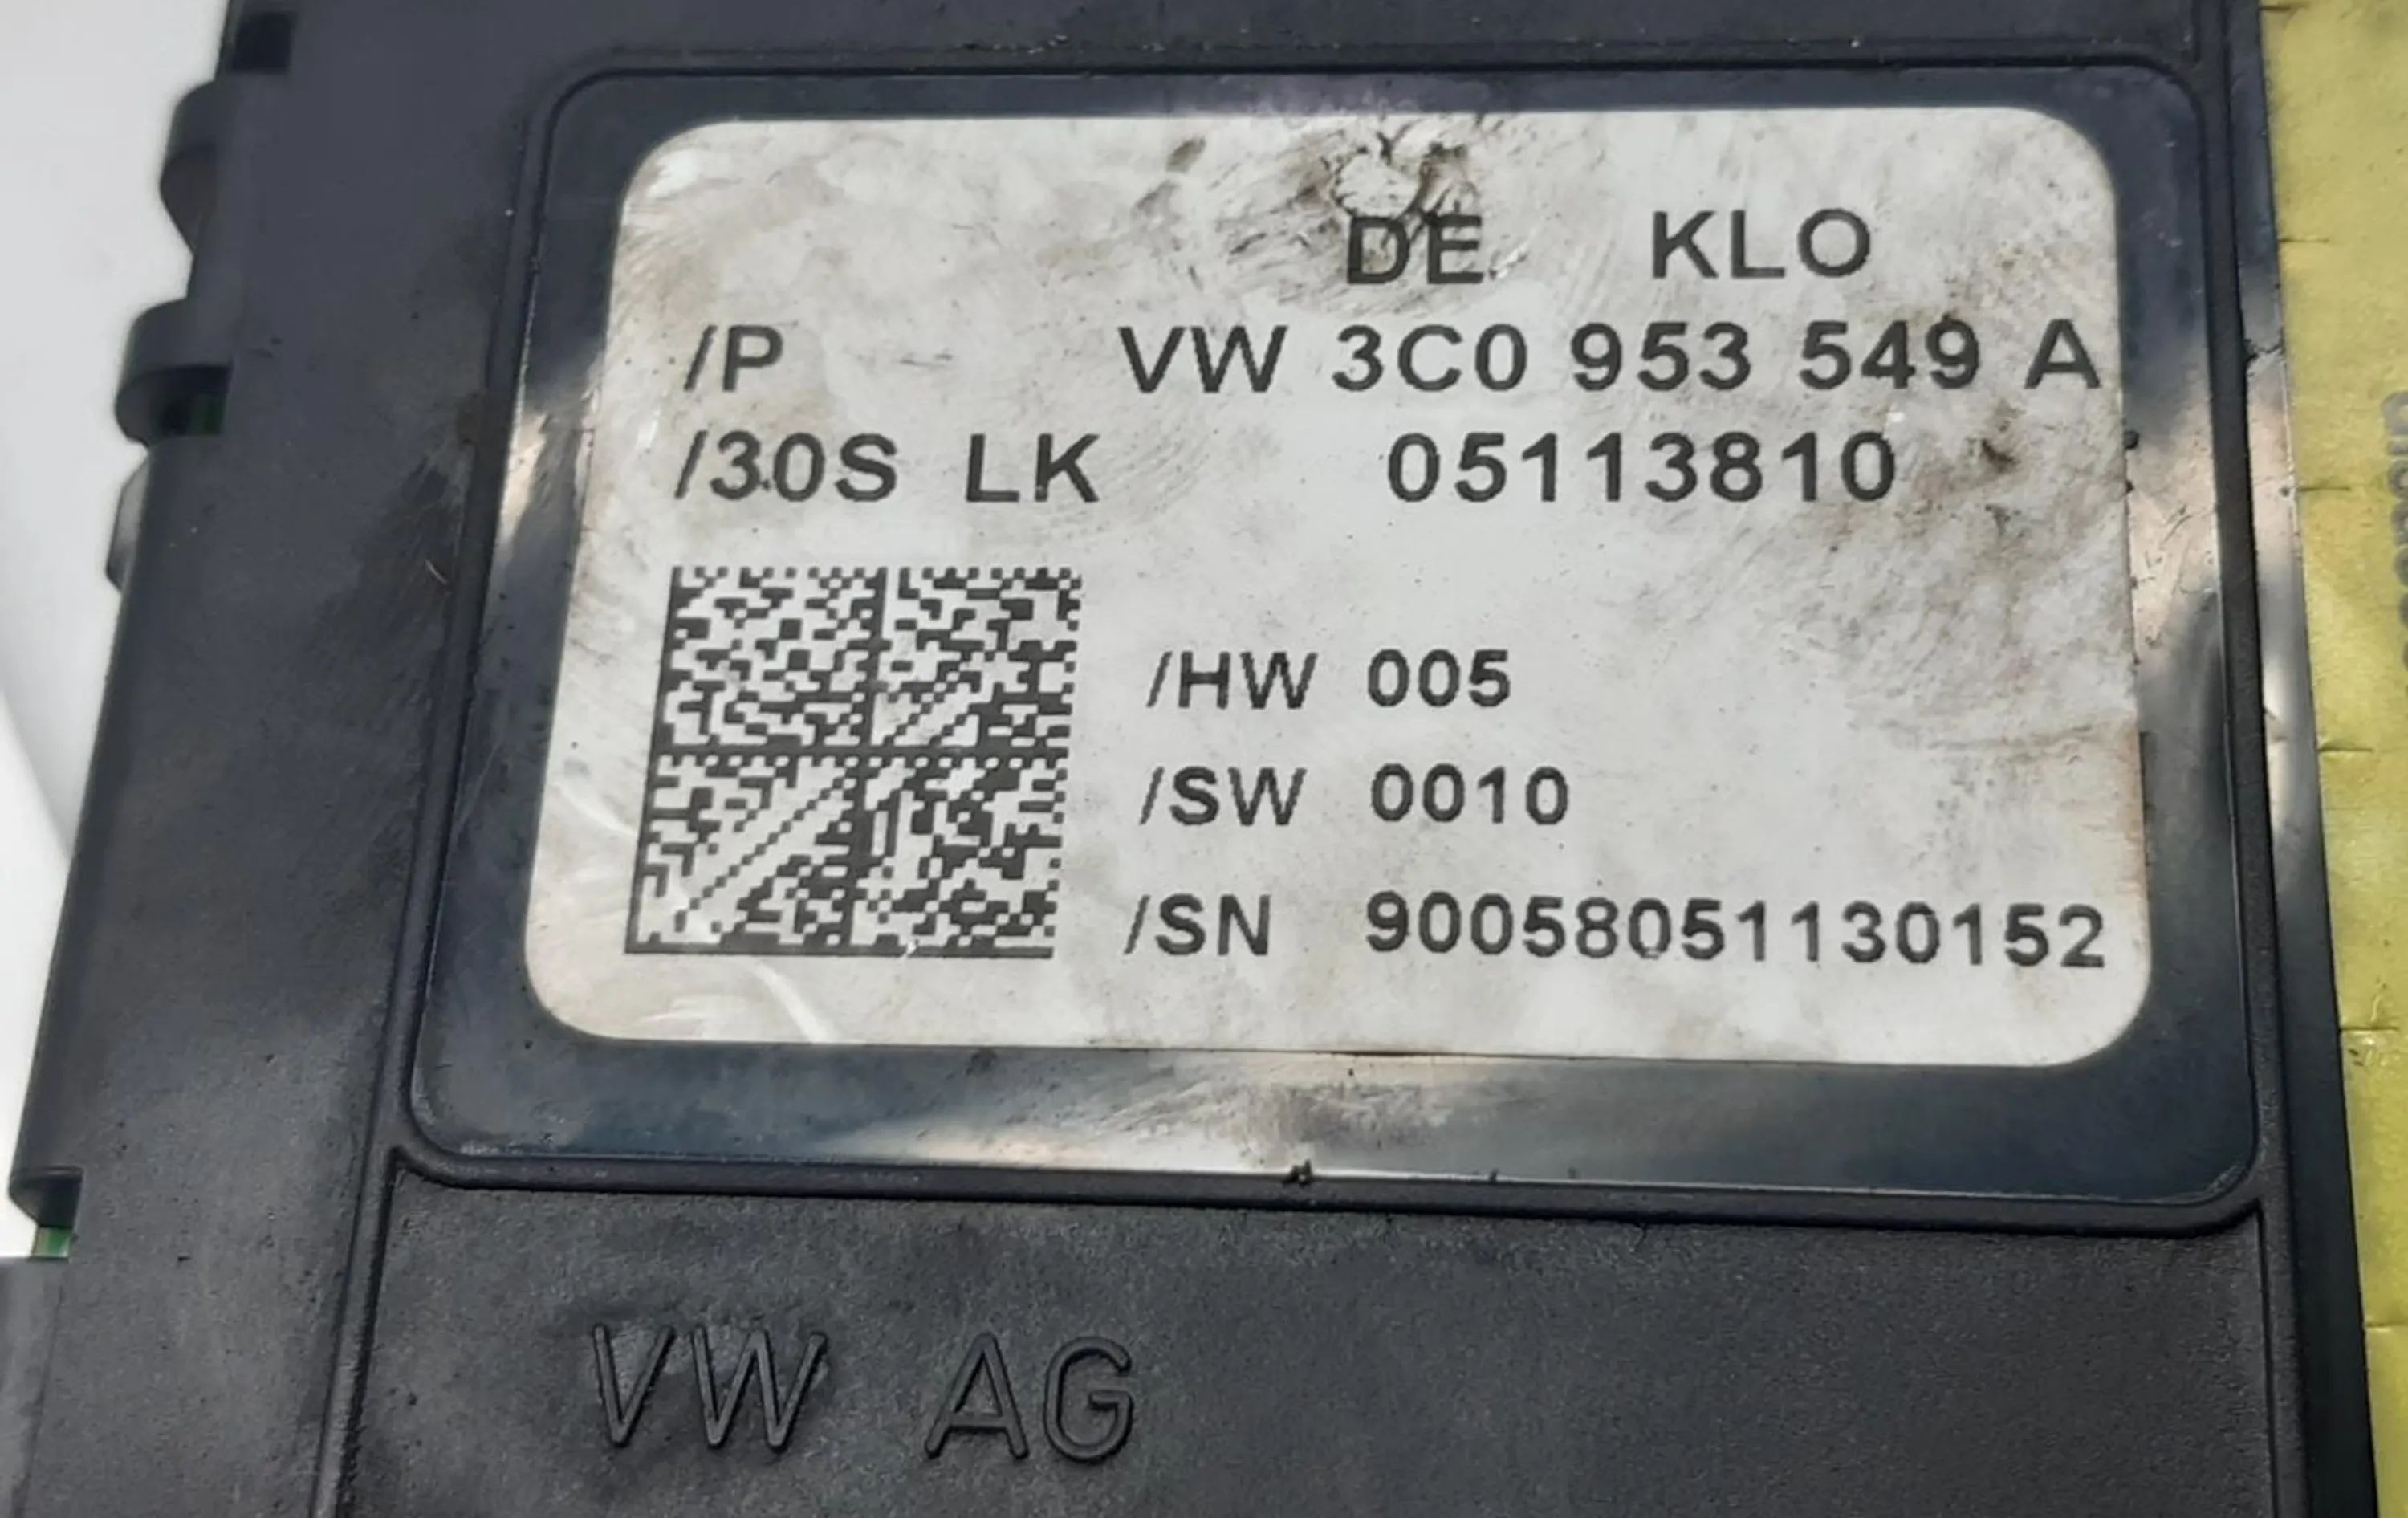 DE KLO
/P VW 3C0 953 549 A
/30S LK 05113810
/HW 005
/SW 0010
/SN 90058051130152
VW AG